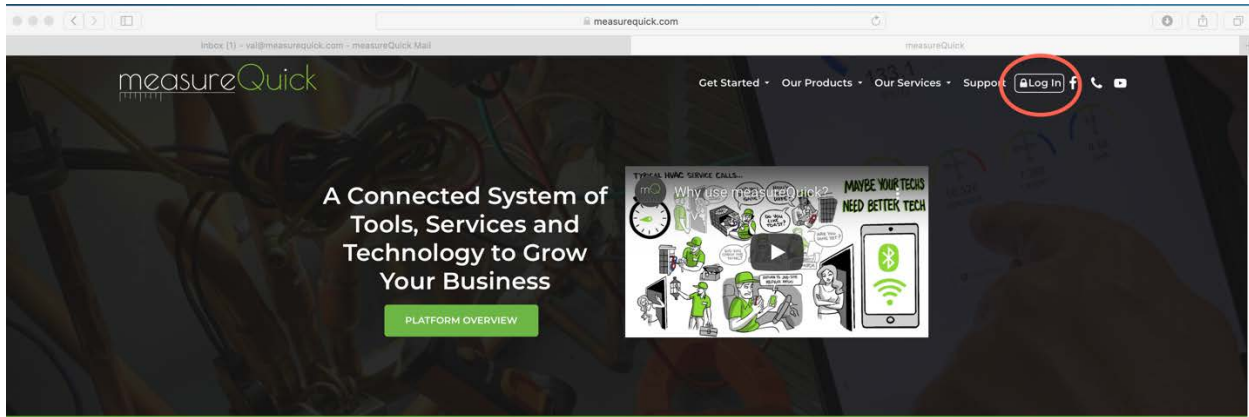 measurequick.com
Inbox (1) - val@measurequick.com - measureQuick Mail
measureQuick
measureQuick
Get Started
Our Products
Our Services
Support
Log In
A Connected System of
Tools, Services and
Technology to Grow
Your Business
PLATFORM OVERVIEW
TYPICAL HVAC SERVICE CALLS...
mQ Why use measureQuick?
MAYBE YOUR TECHS
NEED BETTER TECH